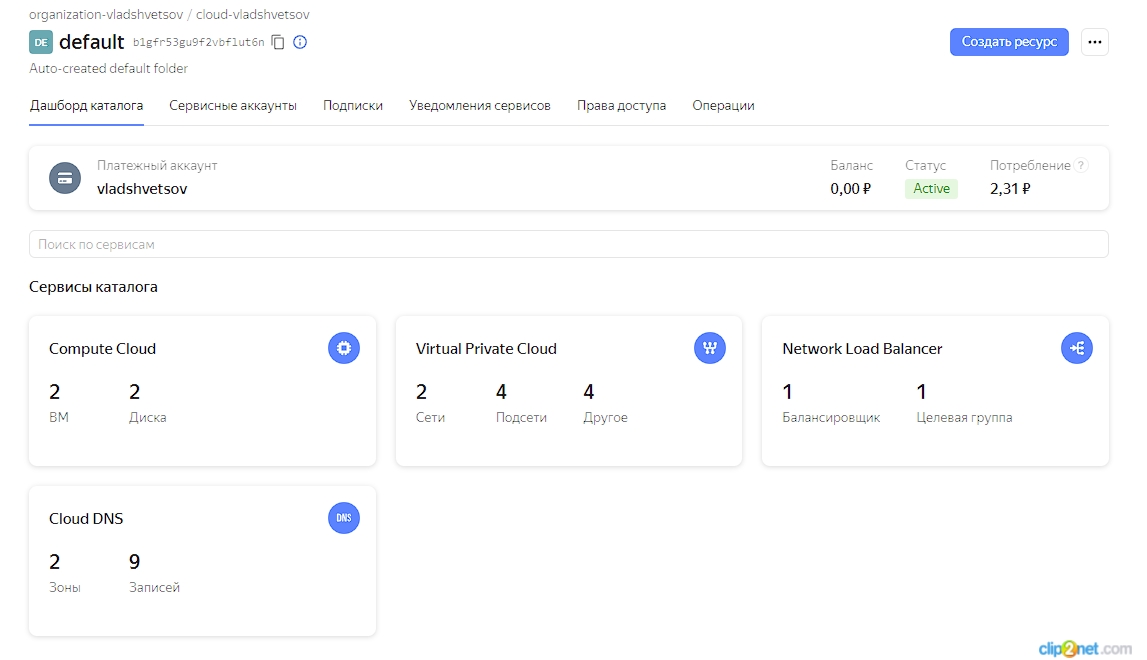 organization-vladshvetsov / cloud-vladshvetsov
DE default b1gfr53gu9f2vbf1ut6n
Создать ресурс
Auto-created default folder
Дашборд каталога Сервисные аккаунты Подписки Уведомления сервисов Права доступа Операции
Платежный аккаунт Баланс Статус Потребление ?
vladshvetsov 0,00 ₽ Active 2,31 ₽
Поиск по сервисам
Сервисы каталога
Compute Cloud
2 2
ВМ Диска
Virtual Private Cloud
2 4 4
Сети Подсети Другое
Network Load Balancer
1 1
Балансировщик Целевая группа
Cloud DNS DNS
2 9
Зоны Записей
clip2net.com